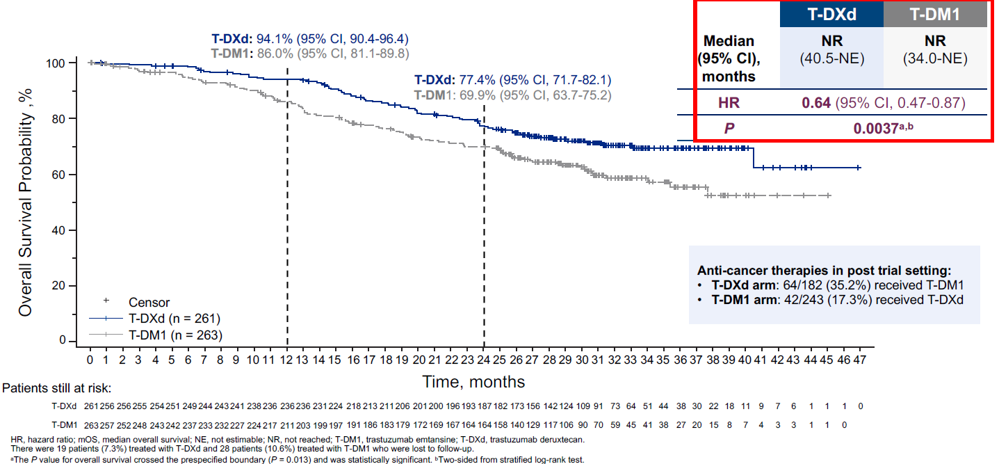 T-DXd: 94.1% (95% CI, 90.4-96.4)
T-DM1: 86.0% (95% CI, 81.1-89.8)
T-DXd: 77.4% (95% CI, 71.7-82.1)
T-DM1: 69.9% (95% CI, 63.7-75.2)
T-DXd T-DM1
Median (95% CI), months NR (40.5-NE) NR (34.0-NE)
HR 0.64 (95% CI, 0.47-0.87)
P 0.0037a,b
Overall Survival Probability , %
100
80
60
40
20
0
Anti-cancer therapies in post trial setting:
• T-DXd arm: 64/182 (35.2%) received T-DM1
• T-DM1 arm: 42/243 (17.3%) received T-DXd
Censor
T-DXd (n = 261)
T-DM1 (n = 263)
0 1 2 3 4 5 6 7 8 9 10 11 12 13 14 15 16 17 18 19 20 21 22 23 24 25 26 27 28 29 30 31 32 33 34 35 36 37 38 39 40 41 42 43 44 45 46 47
Time, months
Patients still at risk:
T-DXd 261 256 256 255 254 251 249 244 243 241 238 236 236 236 231 224 218 213 211 206 201 200 196 193 187 182 173 156 142 124 109 91 73 64 51 44 38 30 22 18 11 9 7 6 1 1 1 0
T-DM1 263 257 252 248 243 242 237 233 232 227 224 217 211 203 199 197 191 186 183 179 172 169 167 164 164 158 140 129 117 106 90 70 59 45 41 38 27 20 15 8 7 4 3 3 1 1 0
HR, hazard ratio; mOS, median overall survival; NE, not estimable; NR, not reached; T-DM1, trastuzumab emtansine; T-DXd, trastuzumab deruxtecan.
There were 19 patients (7.3%) treated with T-DXd and 28 patients (10.6%) treated with T-DM1 who were lost to follow-up.
aThe P value for overall survival crossed the prespecified boundary (P = 0.013) and was statistically significant. bTwo-sided from stratified log-rank test.